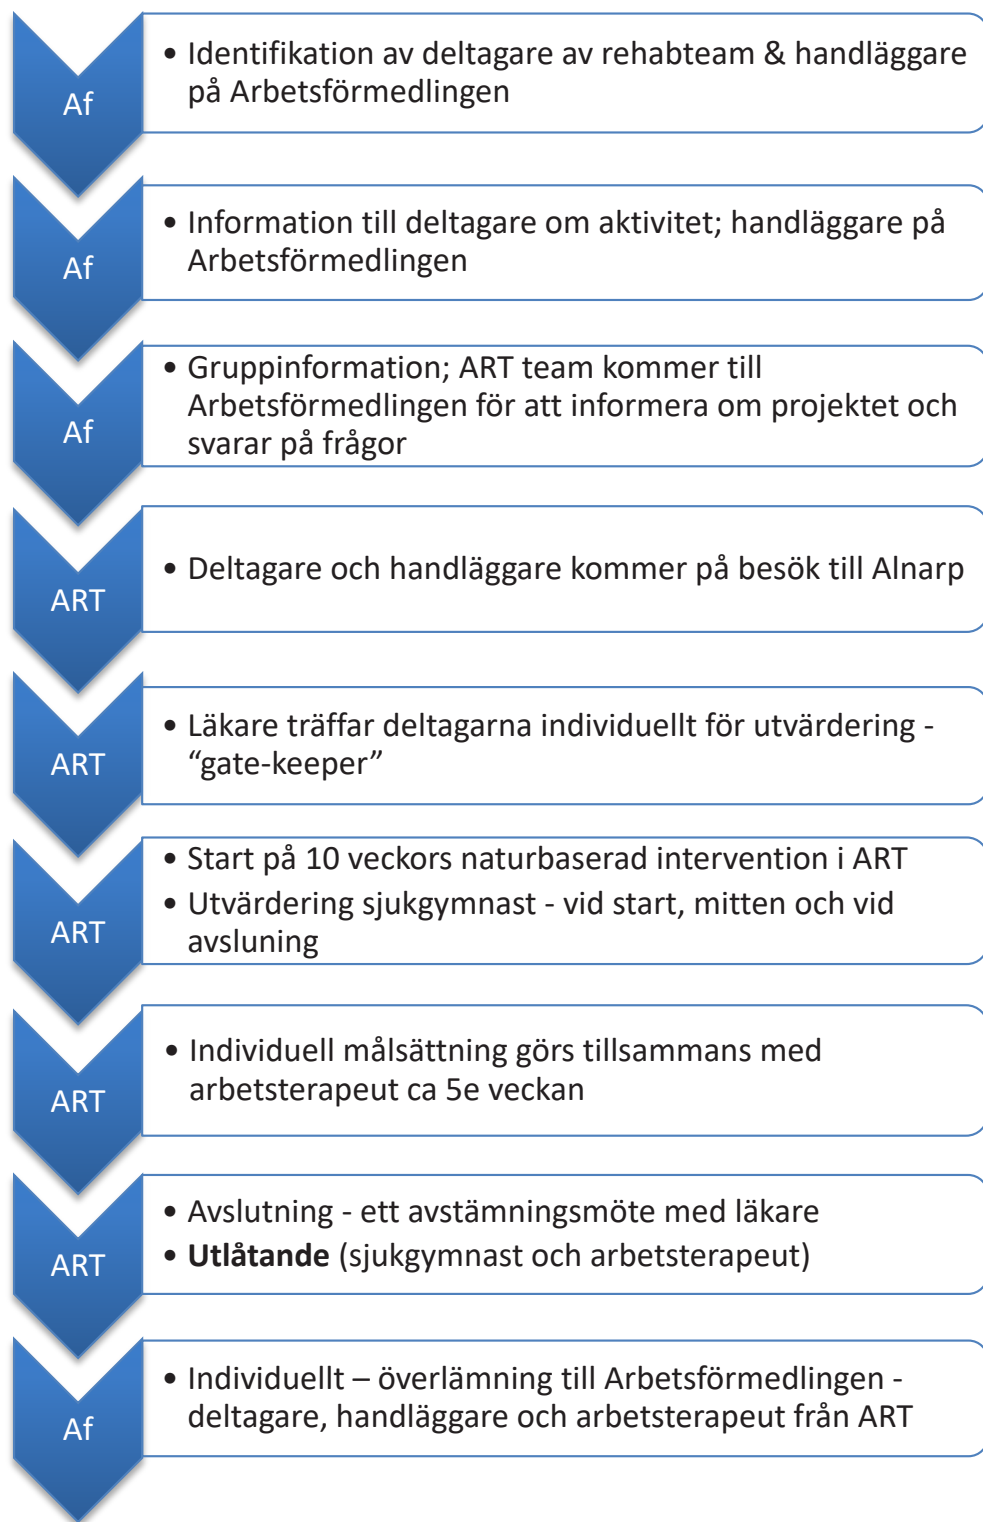 Af
• Identifikation av deltagare av rehabteam & handläggare
på Arbetsförmedlingen
Af
• Information till deltagare om aktivitet; handläggare på
Arbetsförmedlingen
Af
• Gruppinformation; ART team kommer till
Arbetsförmedlingen för att informera om projektet och
svarar på frågor
ART
• Deltagare och handläggare kommer på besök till Alnarp
ART
• Läkare träffar deltagarna individuellt för utvärdering -
“gate-keeper”
ART
• Start på 10 veckors naturbaserad intervention i ART
• Utvärdering sjukgymnast - vid start, mitten och vid
avsluning
ART
• Individuell målsättning görs tillsammans med
arbetsterapeut ca 5e veckan
ART
• Avslutning - ett avstämningsmöte med läkare
• Utlåtande (sjukgymnast och arbetsterapeut)
Af
• Individuellt – överlämning till Arbetsförmedlingen -
deltagare, handläggare och arbetsterapeut från ART